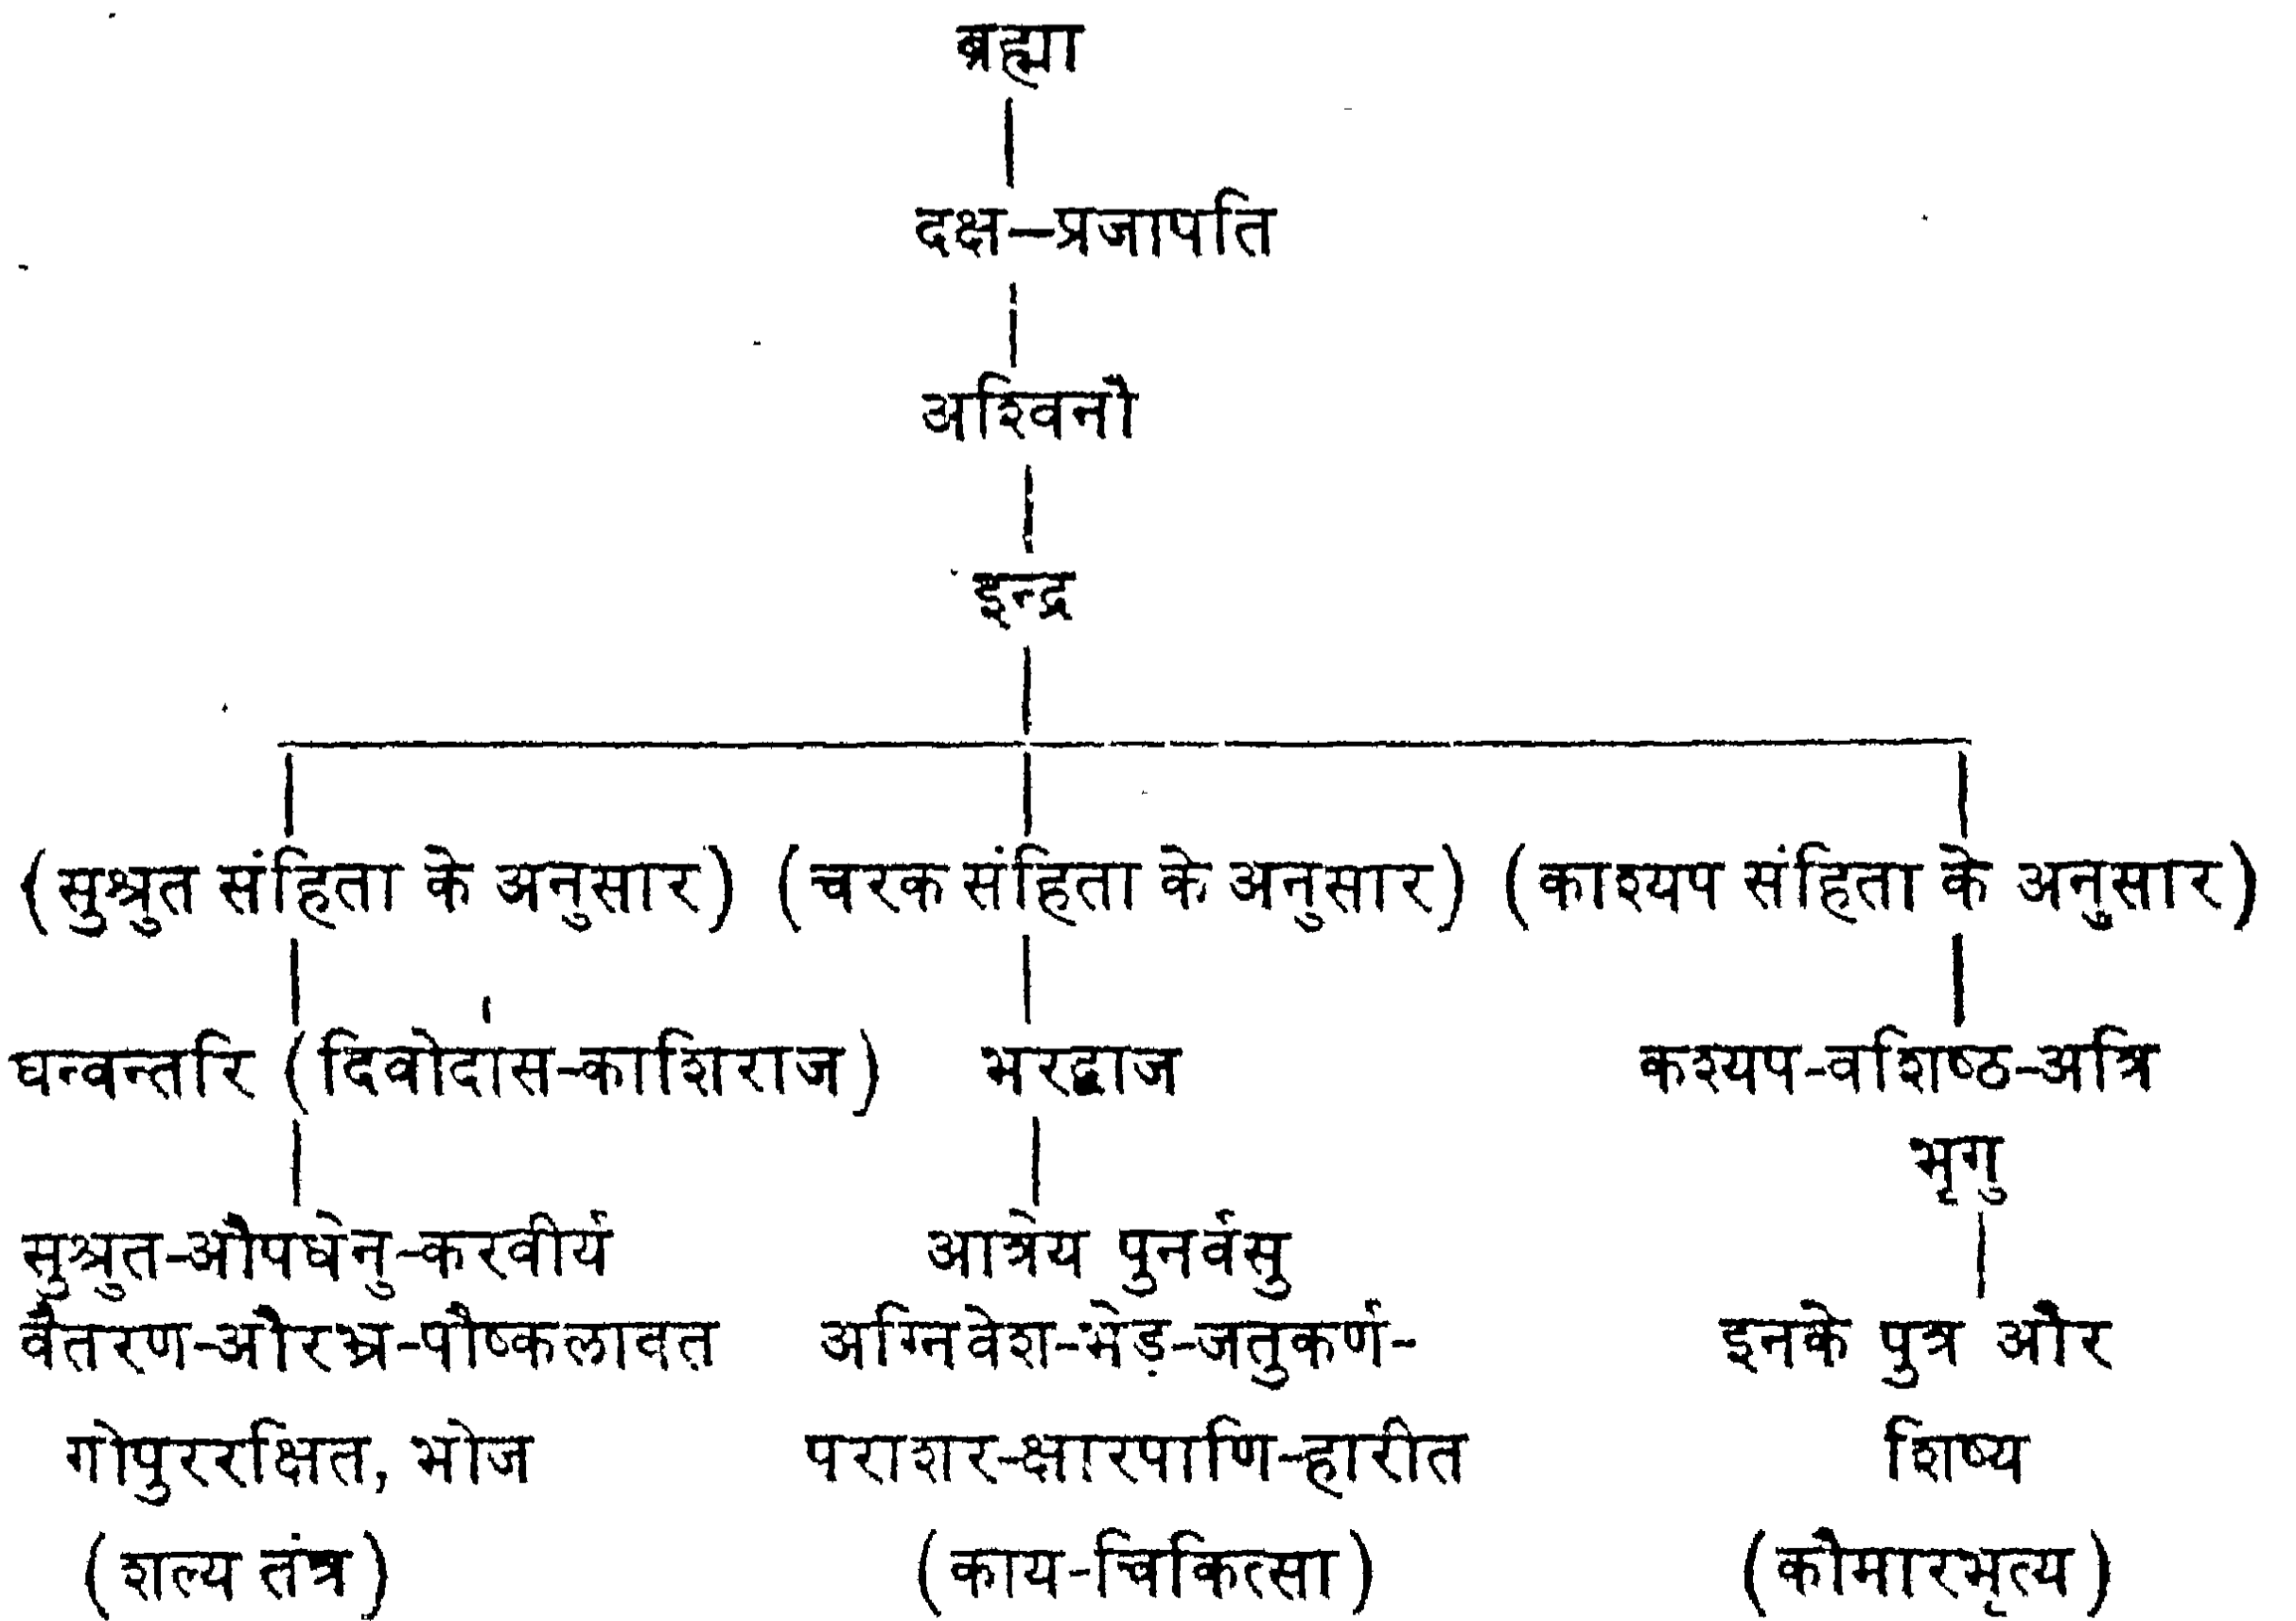 ब्रह्मा
दक्ष—प्रजापति
अश्विनौ
इन्द्र
(सुश्रुत संहिता के अनुसार) (चरक संहिता के अनुसार) (काश्यप संहिता के अनुसार)
धन्वन्तरि (दिवोदास-काशिराज) भरद्वाज कश्यप-वशिष्ठ-अत्रि
भृगु
सुश्रुत-औपधेनु-करवीर्य आत्रेय पुनर्वसु
वैतरण-औरभ्र-पौष्कलावत अग्निवेश-भेड़-जतुकर्ण- इनके पुत्र और
गोपुररक्षित, भोज पराशर-क्षारपाणि-हारीत शिष्य
(शल्य तंत्र) (काय-चिकित्सा) (कौमारभृत्य)